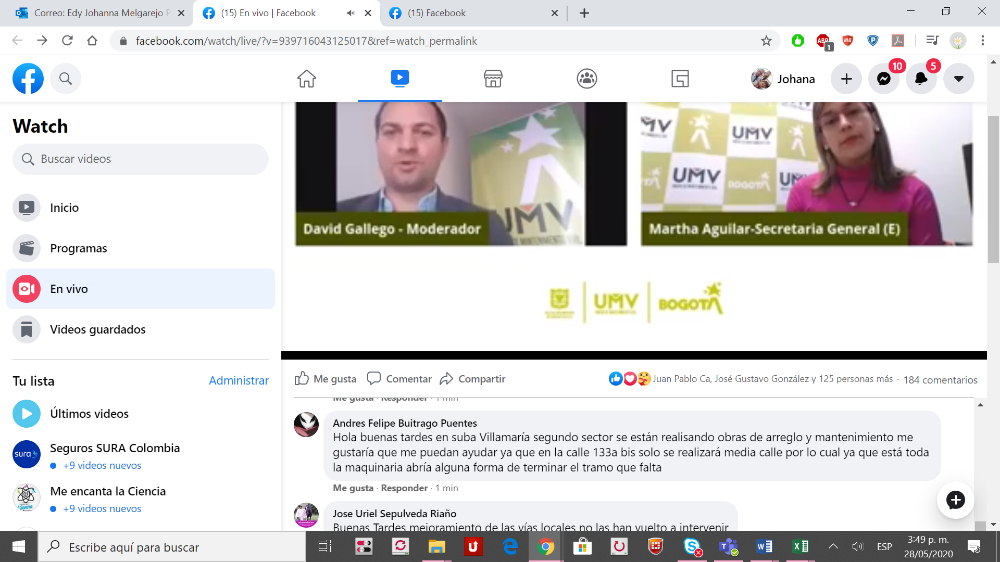 Correo: Edy Johanna Melgarejo P
(15) En vivo | Facebook
(15) Facebook
facebook.com/watch/live/?v=939716043125017&ref=watch_permalink
ABP
1
WAB
P
10
5
Johana
Watch
Buscar videos
Inicio
Programas
En vivo
Videos guardados
Tu lista
Administrar
Últimos videos
sura
Seguros SURA Colombia
+9 videos nuevos
Ciencia
Me encanta la Ciencia
+9 videos nuevos
UMV
David Gallego - Moderador
UMV
UMV
UMV
BOGOTÁ
Martha Aguilar-Secretaria General (E)
UMV
BOGOTÁ
Me gusta
Comentar
Compartir
Juan Pablo Ca, José Gustavo González y 125 personas más · 184 comentarios
Me gusta · Responder · 1 min
Andres Felipe Buitrago Puentes
Hola buenas tardes en suba Villamaría segundo sector se están realisando obras de arreglo y mantenimiento me
gustaría que me puedan ayudar ya que en la calle 133a bis solo se realizará media calle por lo cual ya que está toda
la maquinaria abría alguna forma de terminar el tramo que falta
Me gusta · Responder · 1 min
Jose Uriel Sepulveda Riaño
Buenas Tardes mejoramiento de las vías locales no las han vuelto a intervenir
Escribe aquí para buscar
ESP
3:49 p. m.
28/05/2020